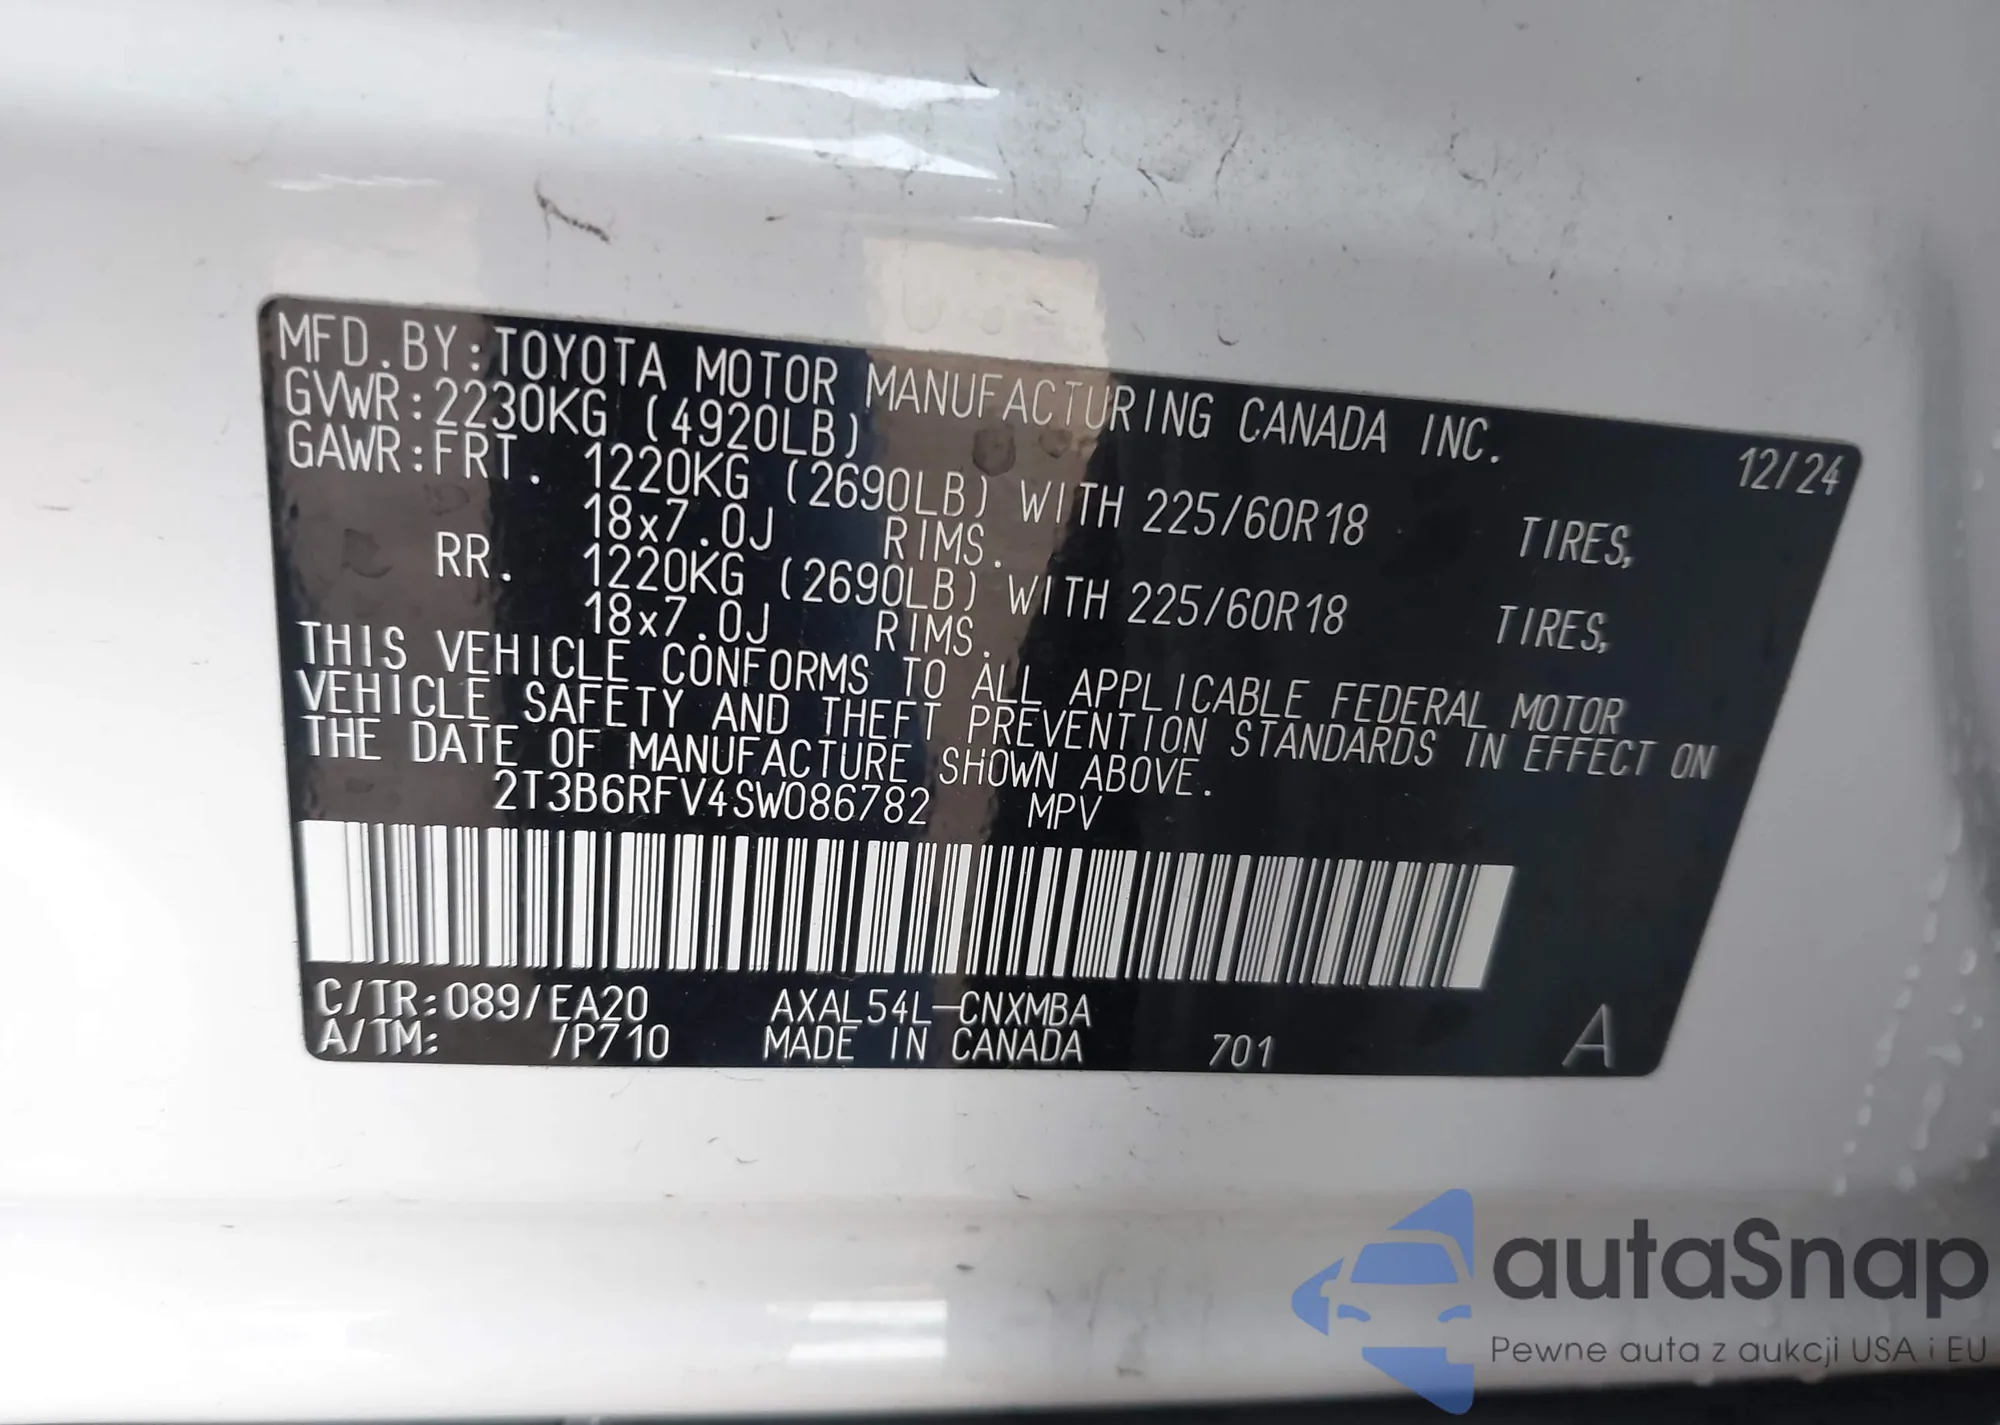 MFD.BY:TOYOTA MOTOR MANUFACTURING CANADA INC. 12/24
GVWR:2230KG (4920LB)
GAWR:FRT. 1220KG (2690LB) WITH 225/60R18 TIRES,
18x7.0J RIMS.
RR. 1220KG (2690LB) WITH 225/60R18 TIRES,
18x7.0J RIMS.
THIS VEHICLE CONFORMS TO ALL APPLICABLE FEDERAL MOTOR
VEHICLE SAFETY AND THEFT PREVENTION STANDARDS IN EFFECT ON
THE DATE OF MANUFACTURE SHOWN ABOVE.
2T3B6RFV4SW086782 MPV
C/TR:089/EA20 AXAL54L-CNXMBA
A/TM: /P710 MADE IN CANADA 701 A
autaSnap
Pewne auta z aukcji USA i EU